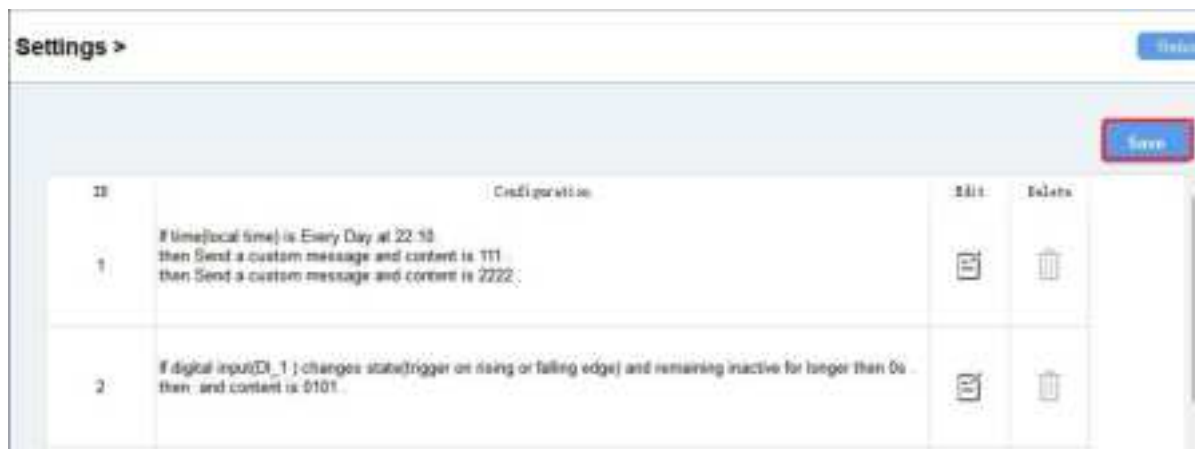 Settings >
Save
ID Configuration Edit Delete
If time(local time) is Every Day at 22:10
then Send a custom message and content is 111 .
1
then Send a custom message and content is 2222 .
If digital input(DI_1 ) changes state(trigger on rising or falling edge) and remaining inactive for longer then 0s .
2 then and content is 0101 .